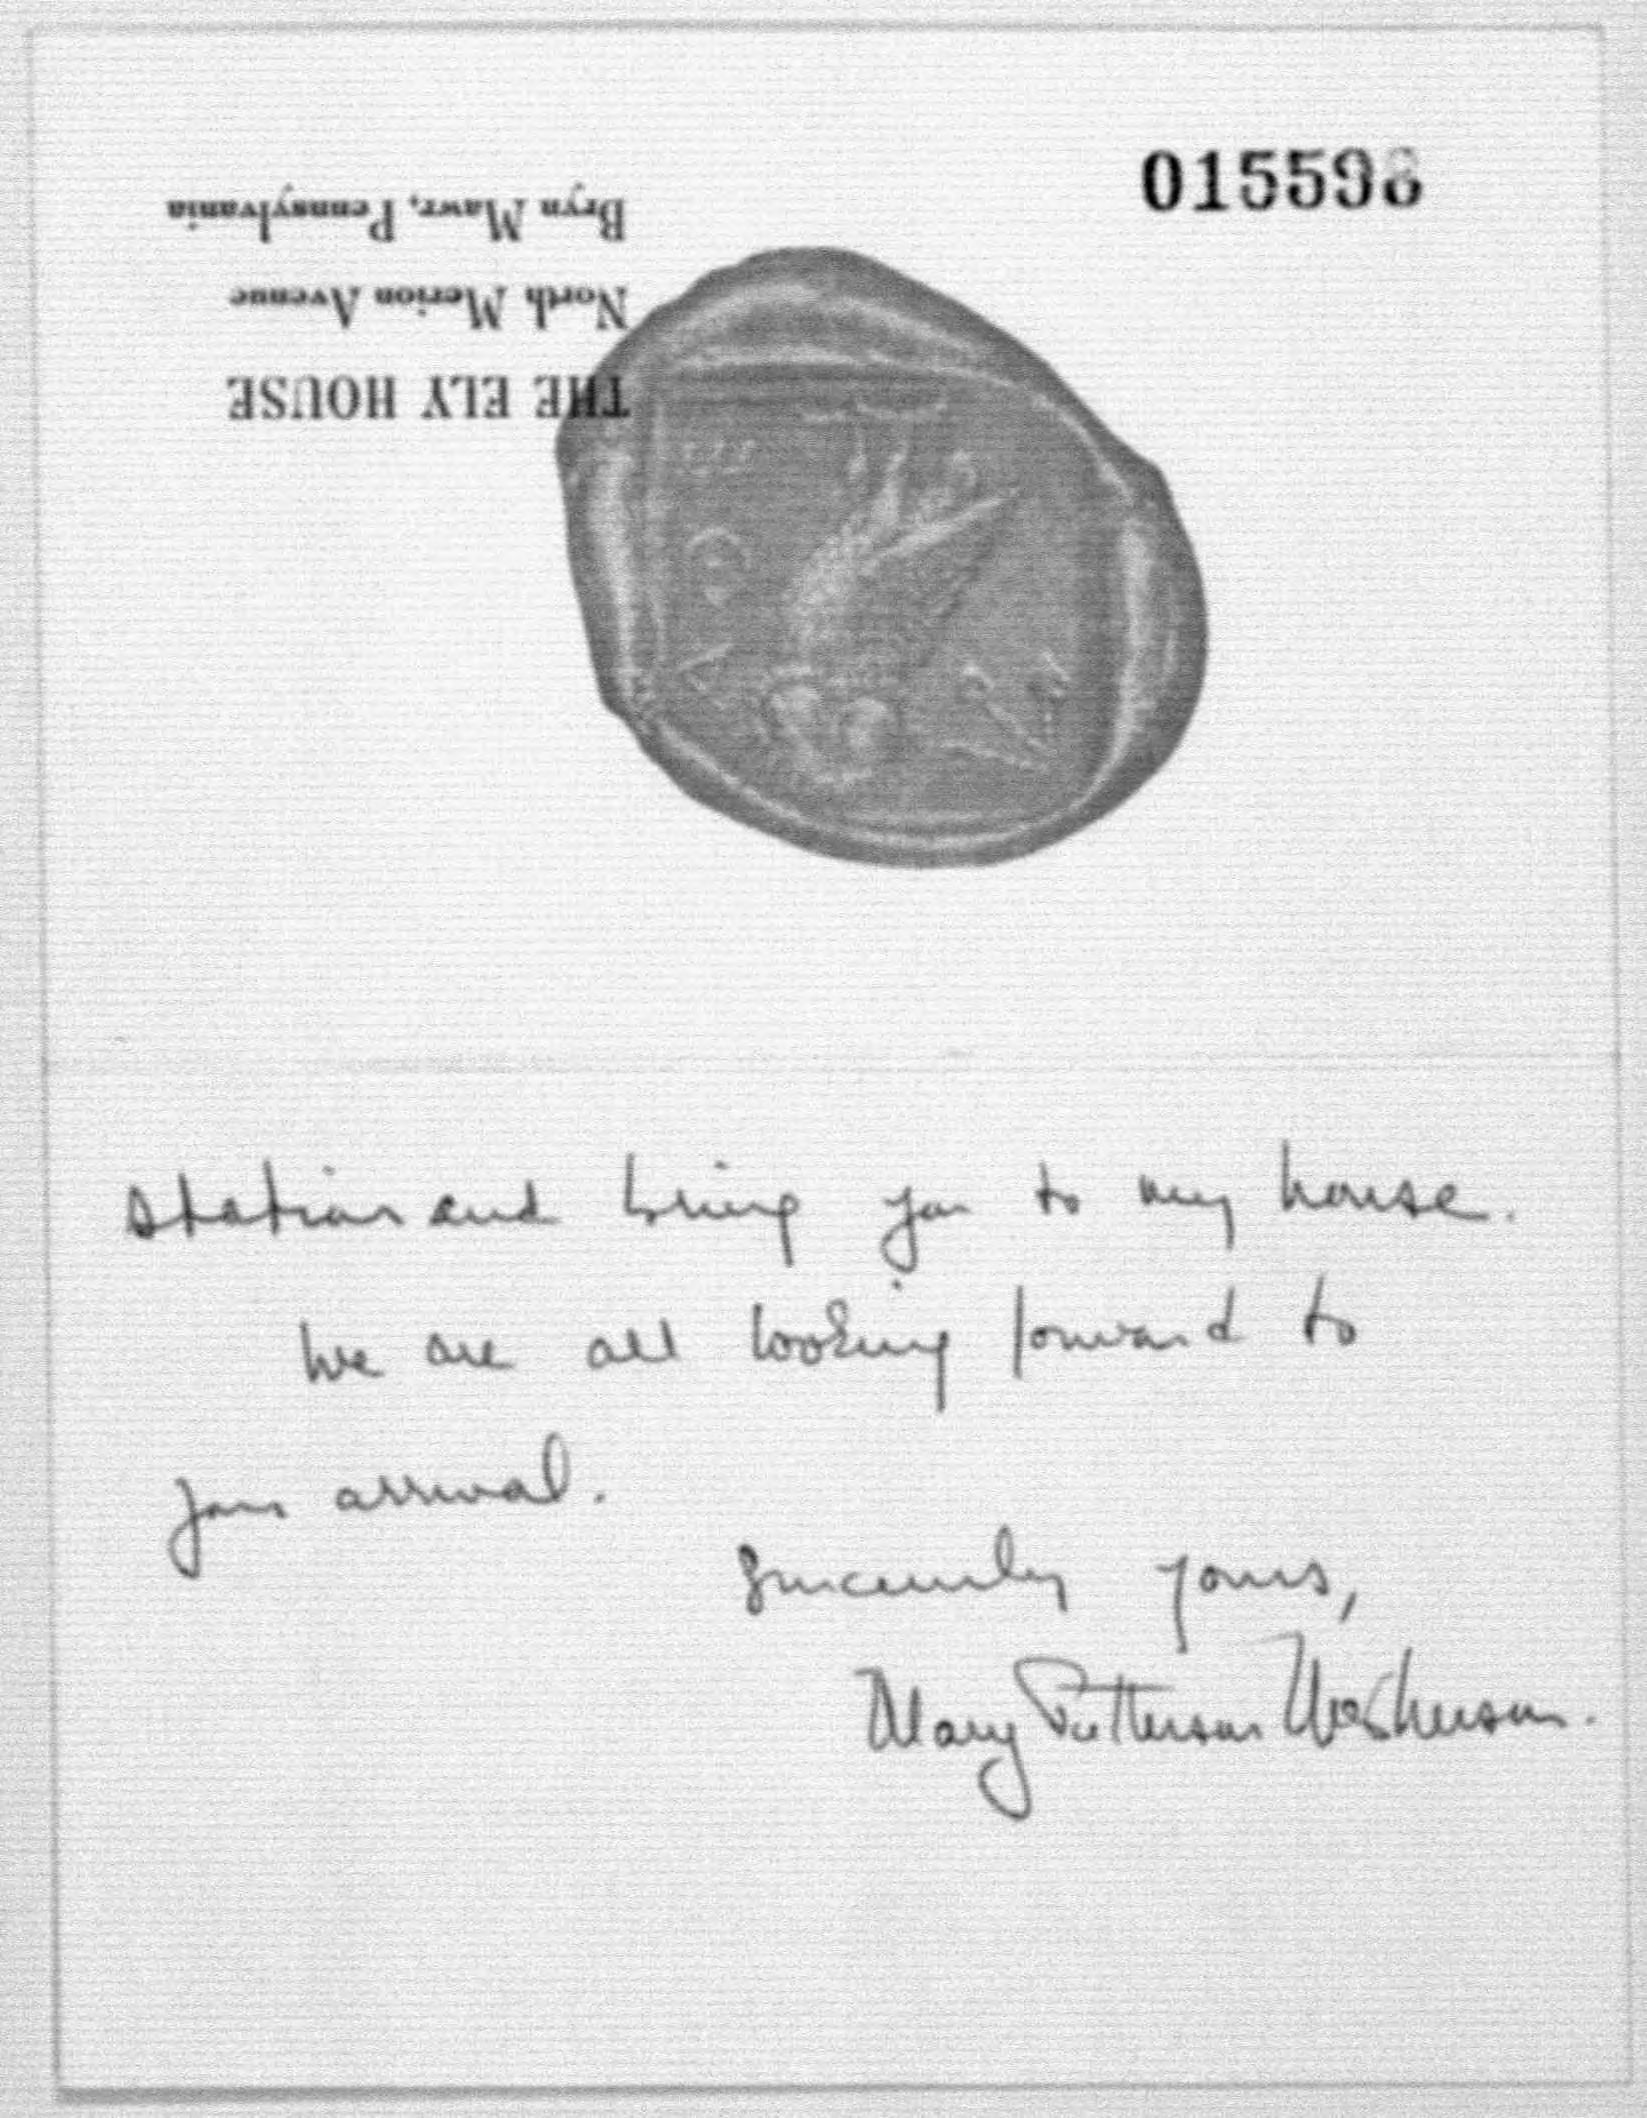 015598
THE ELY HOUSE
North Merion Avenue
Bryn Mawr, Pennsylvania
ΑΘΕ
station and bring you to my house.
We are all looking forward to
your arrival.
Sincerely yours,
Mary Patterson McPherson.